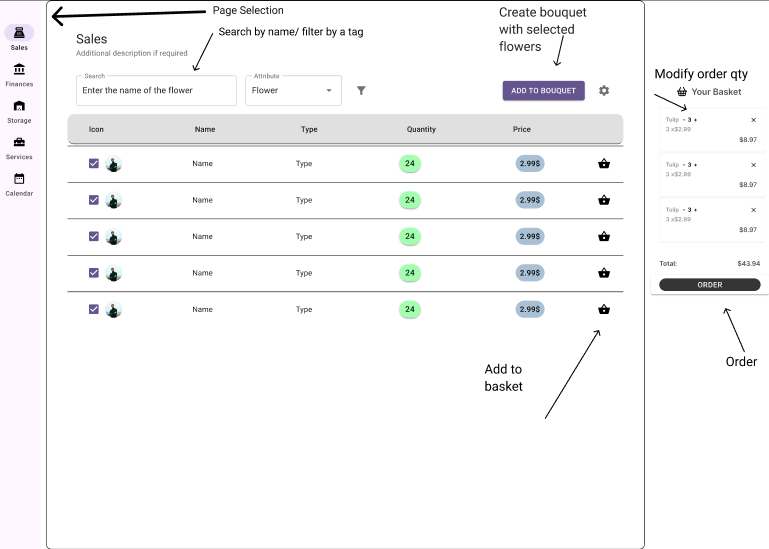 Page Selection
Search by name/ filter by a tag
Create bouquet
with selected
flowers
Sales
Finances
Storage
Services
Calendar
Sales
Additional description if required
Search
Enter the name of the flower
Attribute
Flower
ADD TO BOUQUET
Icon Name Type Quantity Price
Name Type 24 2.99$
Name Type 24 2.99$
Name Type 24 2.99$
Name Type 24 2.99$
Name Type 24 2.99$
Add to
basket
Modify order qty
Your Basket
Tulip - 3 + ×
3 x$2.99
$8.97
Tulip - 3 + ×
3 x$2.99
$8.97
Tulip - 3 + ×
3 x$2.99
$8.97
Total: $43.94
ORDER
Order